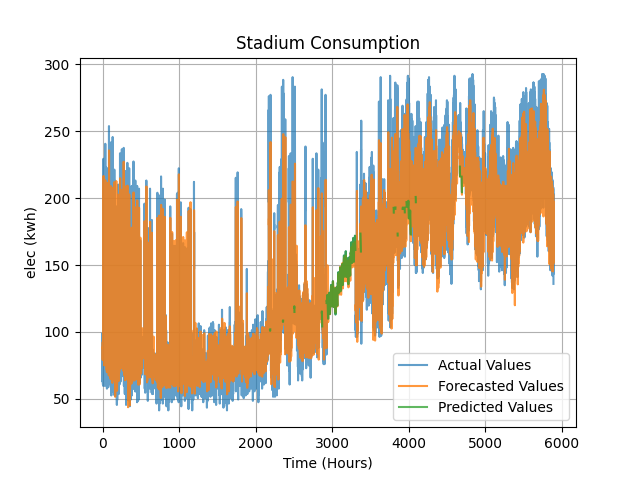 Stadium Consumption
elec (kwh)
300
250
200
150
100
50
0 1000 2000 3000 4000 5000 6000
Time (Hours)
Actual Values
Forecasted Values
Predicted Values